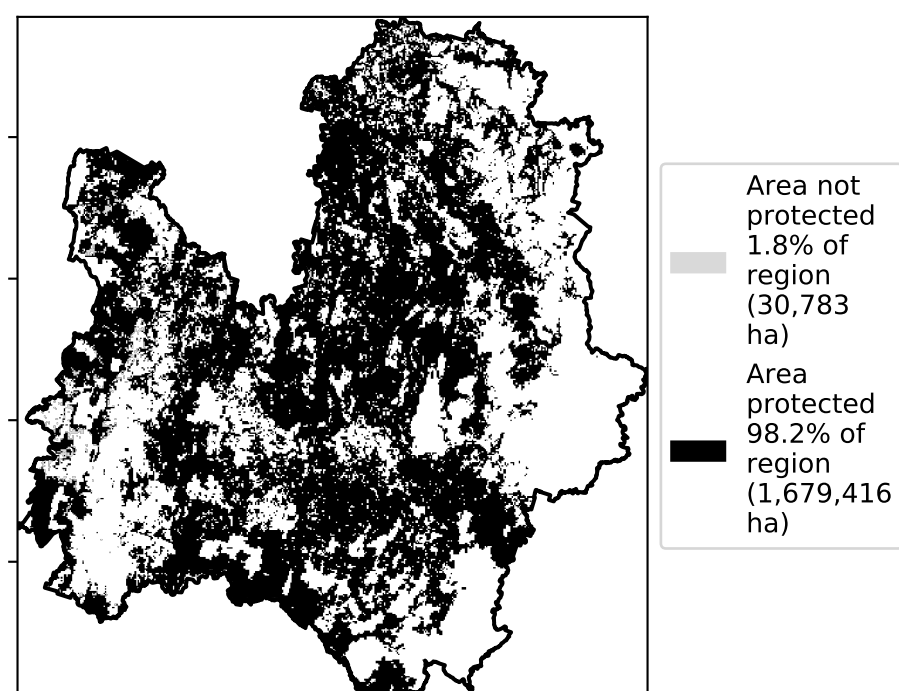 Area not
protected
1.8% of
region
(30,783
ha)
Area
protected
98.2% of
region
(1,679,416
ha)